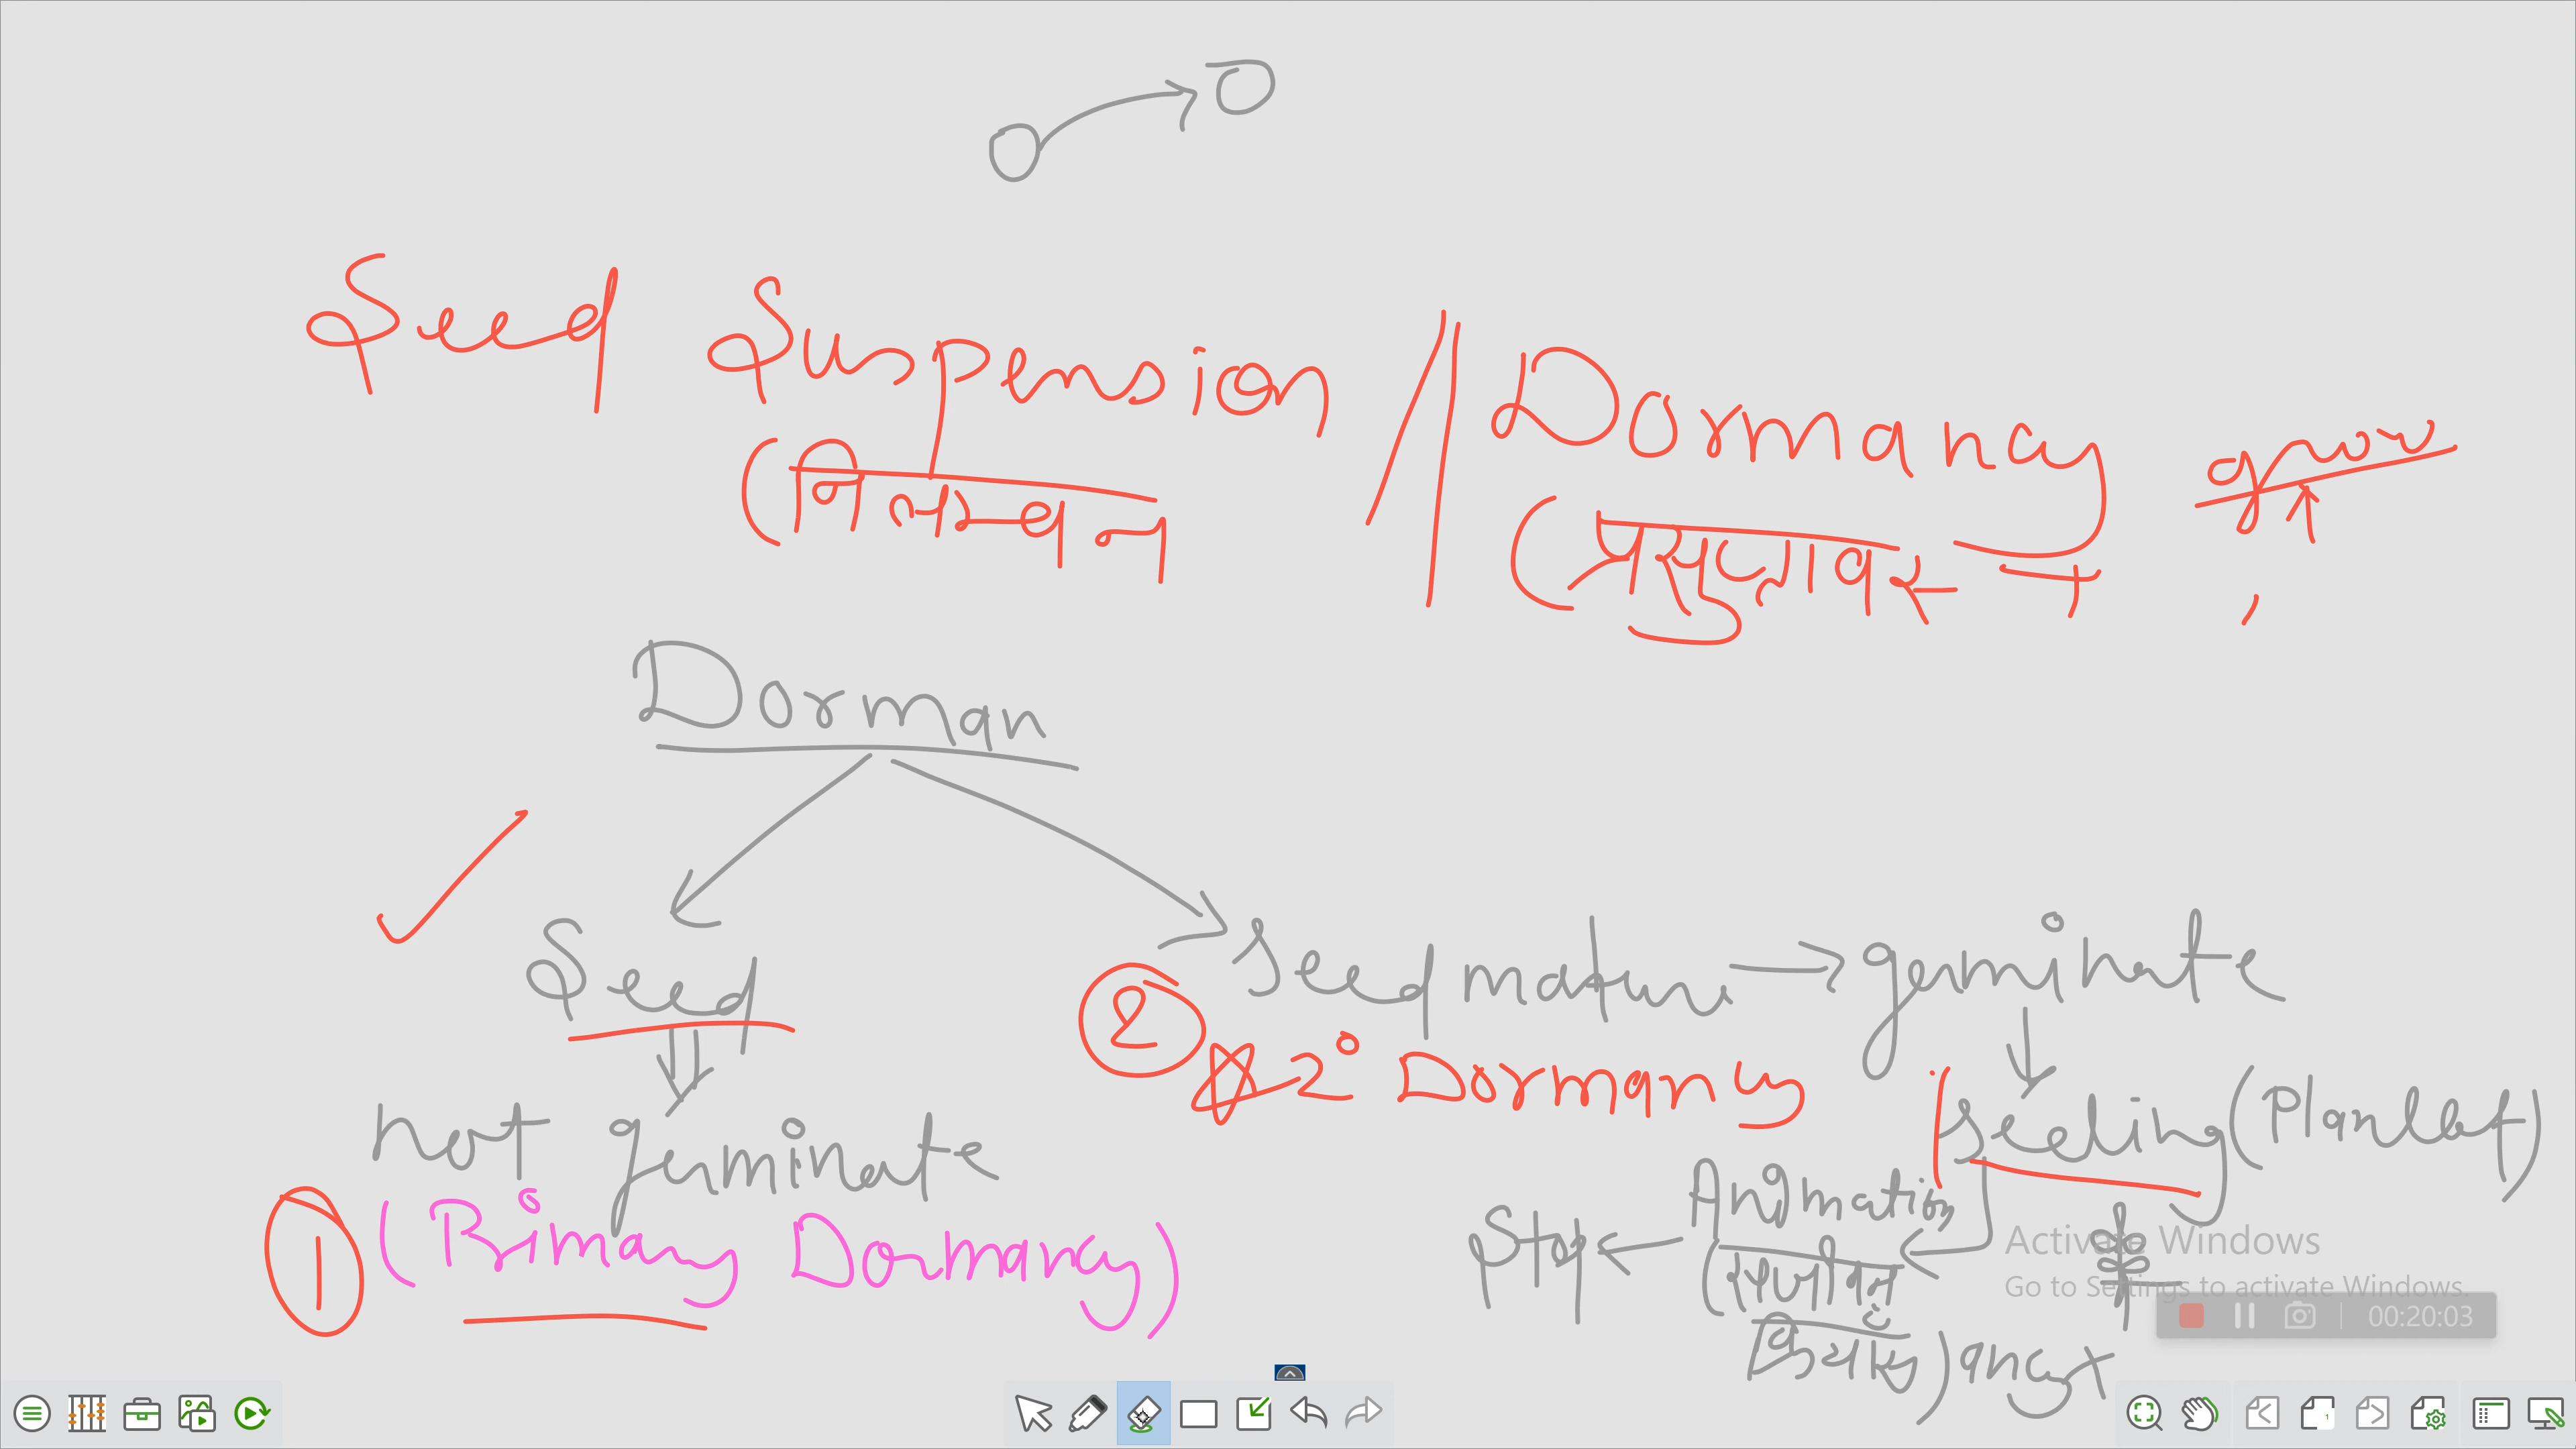 Seed Suspension // Dormancy grow
(निलम्बन (प्रसुप्तावस्था
Dorman
Seed
Seed mature → germinate
② ☆ 2° Dormancy
not germinate
Seeling (Planlet)
① (Primary Dormancy)
Stop ← Animation
Activate Windows
Go to Settings to activate Windows.
00:20:03